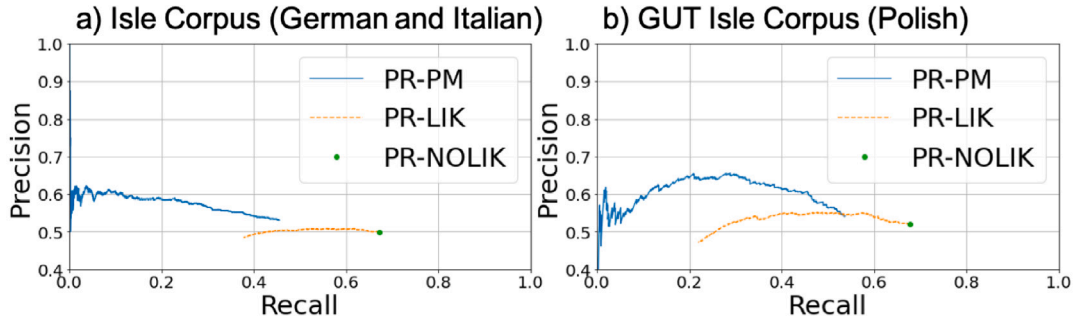 a) Isle Corpus (German and Italian)
1.0
0.9
0.8
0.7
0.6
0.5
0.4
Precision
PR-PM
PR-LIK
PR-NOLIK
0.0 0.2 0.4 0.6 0.8 1.0
Recall
b) GUT Isle Corpus (Polish)
1.0
0.9
0.8
0.7
0.6
0.5
0.4
Precision
PR-PM
PR-LIK
PR-NOLIK
0.0 0.2 0.4 0.6 0.8 1.0
Recall